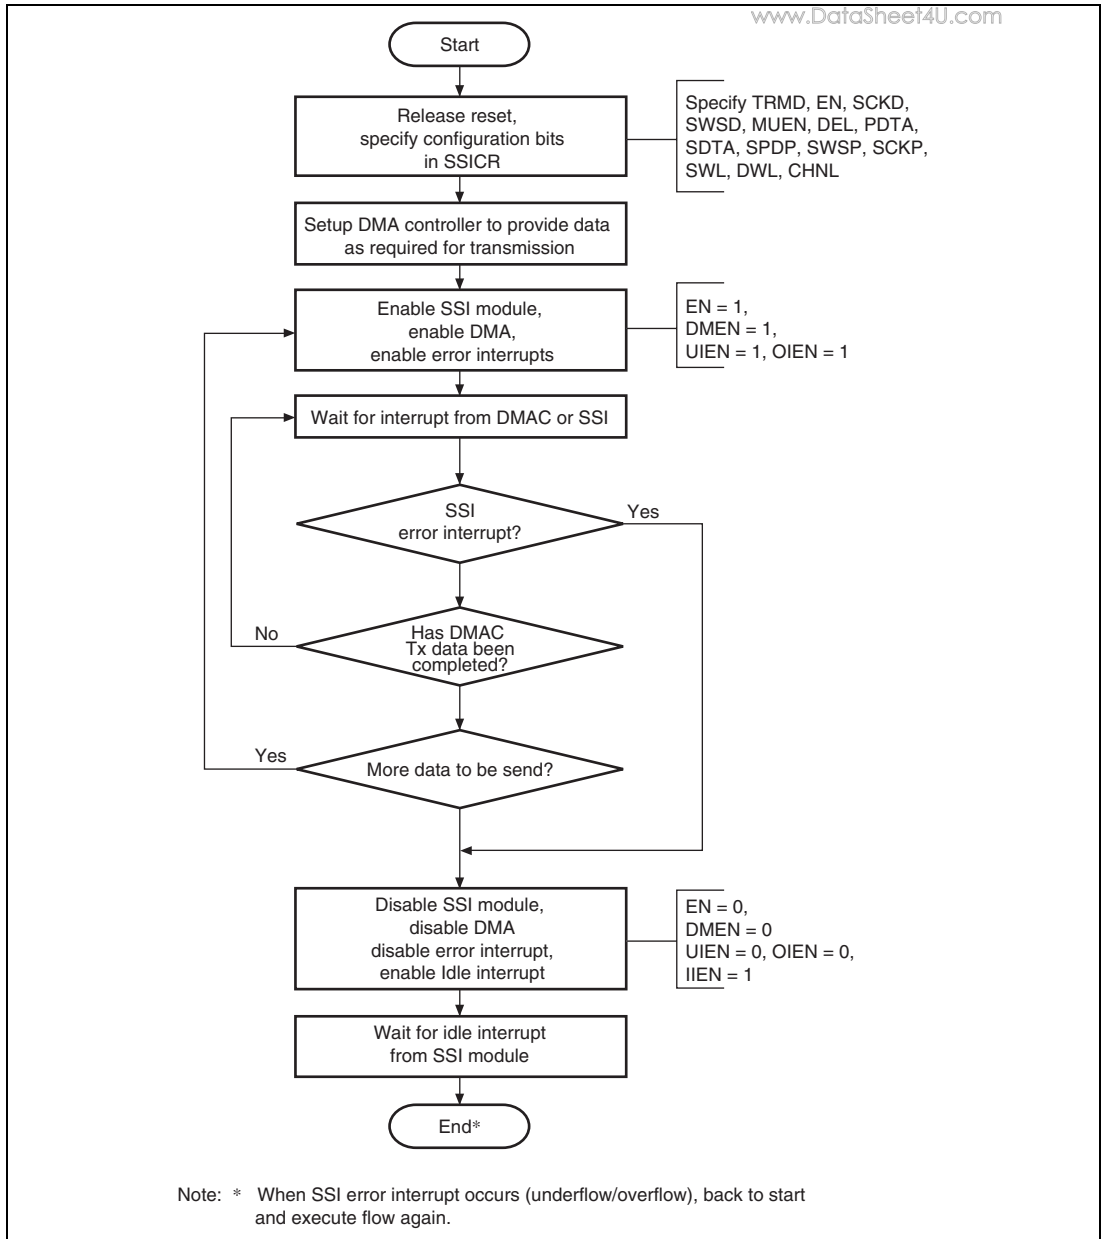 www.DataSheet4U.com
Start
Release reset,
specify configuration bits
in SSICR
Specify TRMD, EN, SCKD,
SWSD, MUEN, DEL, PDTA,
SDTA, SPDP, SWSP, SCKP,
SWL, DWL, CHNL
Setup DMA controller to provide data
as required for transmission
Enable SSI module,
enable DMA,
enable error interrupts
EN = 1,
DMEN = 1,
UIEN = 1, OIEN = 1
Wait for interrupt from DMAC or SSI
SSI
error interrupt?
Yes
Has DMAC
Tx data been
completed?
No
More data to be send?
Yes
Disable SSI module,
disable DMA
disable error interrupt,
enable Idle interrupt
EN = 0,
DMEN = 0
UIEN = 0, OIEN = 0,
IIEN = 1
Wait for idle interrupt
from SSI module
End*
Note: * When SSI error interrupt occurs (underflow/overflow), back to start
and execute flow again.